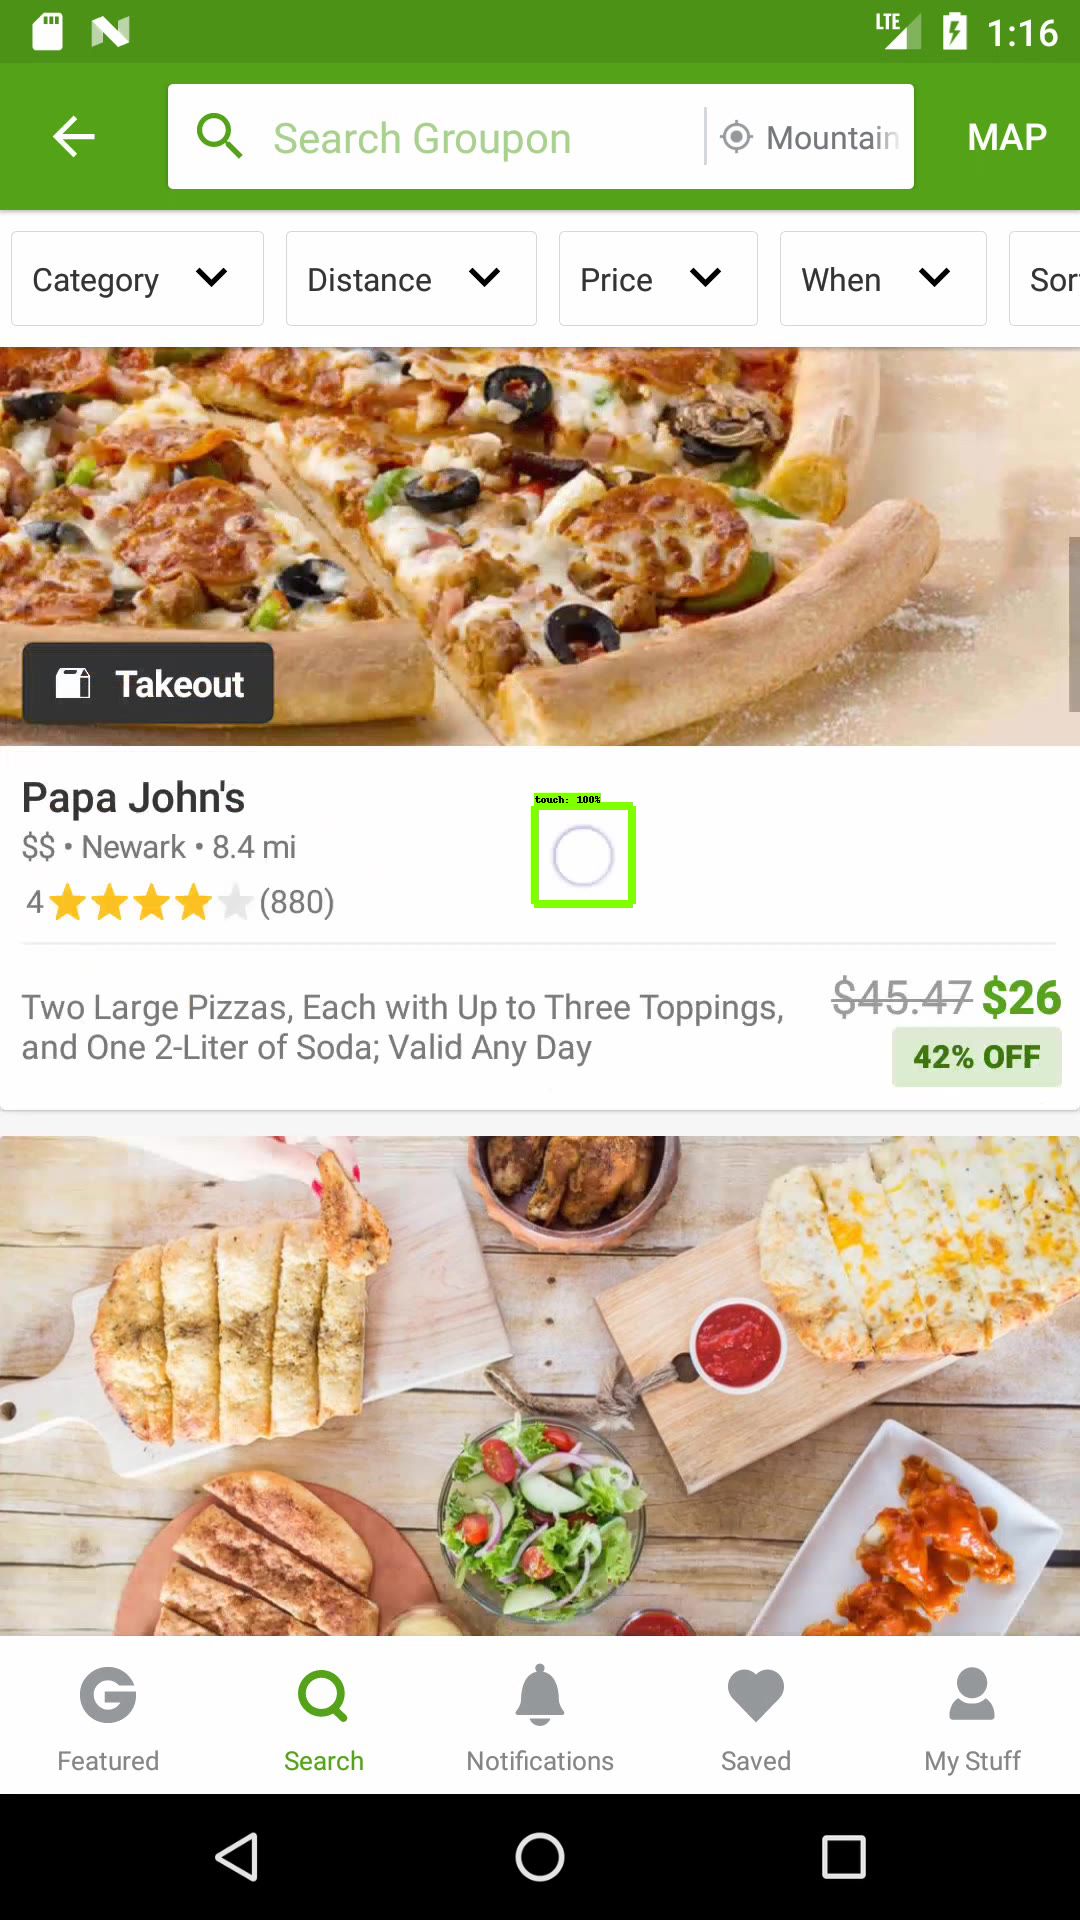 LTE 1:16
Search Groupon Mountain MAP
Category Distance Price When Sor
Takeout
Papa John's
touch: 100%
$$ • Newark • 8.4 mi
4 (880)
Two Large Pizzas, Each with Up to Three Toppings, $45.47 $26
and One 2-Liter of Soda; Valid Any Day 42% OFF
Featured Search Notifications Saved My Stuff